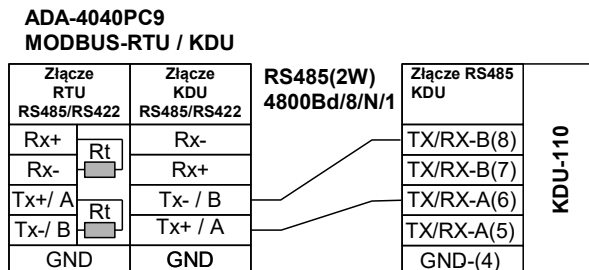 ADA-4040PC9
MODBUS-RTU / KDU
Złącze
RTU
RS485/RS422
Złącze
KDU
RS485/RS422
RS485(2W)
4800Bd/8/N/1
Złącze RS485
KDU
Rx+
Rt
Rx-
TX/RX-B(8)
Rx-
Rx+
TX/RX-B(7)
Tx+/ A
Rt
Tx- / B
TX/RX-A(6)
Tx-/ B
Tx+ / A
TX/RX-A(5)
GND
GND
GND-(4)
KDU-110